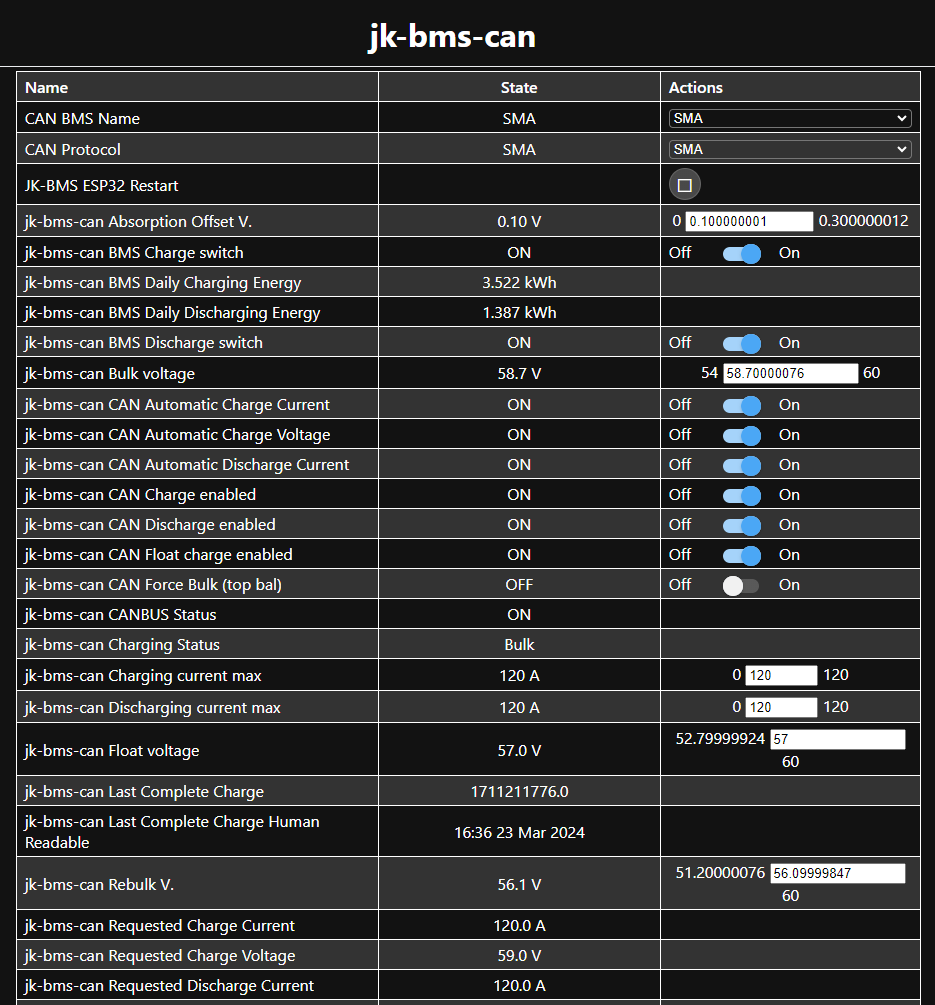 jk-bms-can
Name State Actions
CAN BMS Name SMA SMA
CAN Protocol SMA SMA
JK-BMS ESP32 Restart
jk-bms-can Absorption Offset V. 0.10 V 0 0.100000001 0.300000012
jk-bms-can BMS Charge switch ON Off On
jk-bms-can BMS Daily Charging Energy 3.522 kWh
jk-bms-can BMS Daily Discharging Energy 1.387 kWh
jk-bms-can BMS Discharge switch ON Off On
jk-bms-can Bulk voltage 58.7 V 54 58.70000076 60
jk-bms-can CAN Automatic Charge Current ON Off On
jk-bms-can CAN Automatic Charge Voltage ON Off On
jk-bms-can CAN Automatic Discharge Current ON Off On
jk-bms-can CAN Charge enabled ON Off On
jk-bms-can CAN Discharge enabled ON Off On
jk-bms-can CAN Float charge enabled ON Off On
jk-bms-can CAN Force Bulk (top bal) OFF Off On
jk-bms-can CANBUS Status ON
jk-bms-can Charging Status Bulk
jk-bms-can Charging current max 120 A 0 120 120
jk-bms-can Discharging current max 120 A 0 120 120
jk-bms-can Float voltage 57.0 V 52.79999924 57
60
jk-bms-can Last Complete Charge 1711211776.0
jk-bms-can Last Complete Charge Human
Readable 16:36 23 Mar 2024
jk-bms-can Rebulk V. 56.1 V 51.20000076 56.09999847
60
jk-bms-can Requested Charge Current 120.0 A
jk-bms-can Requested Charge Voltage 59.0 V
jk-bms-can Requested Discharge Current 120.0 A